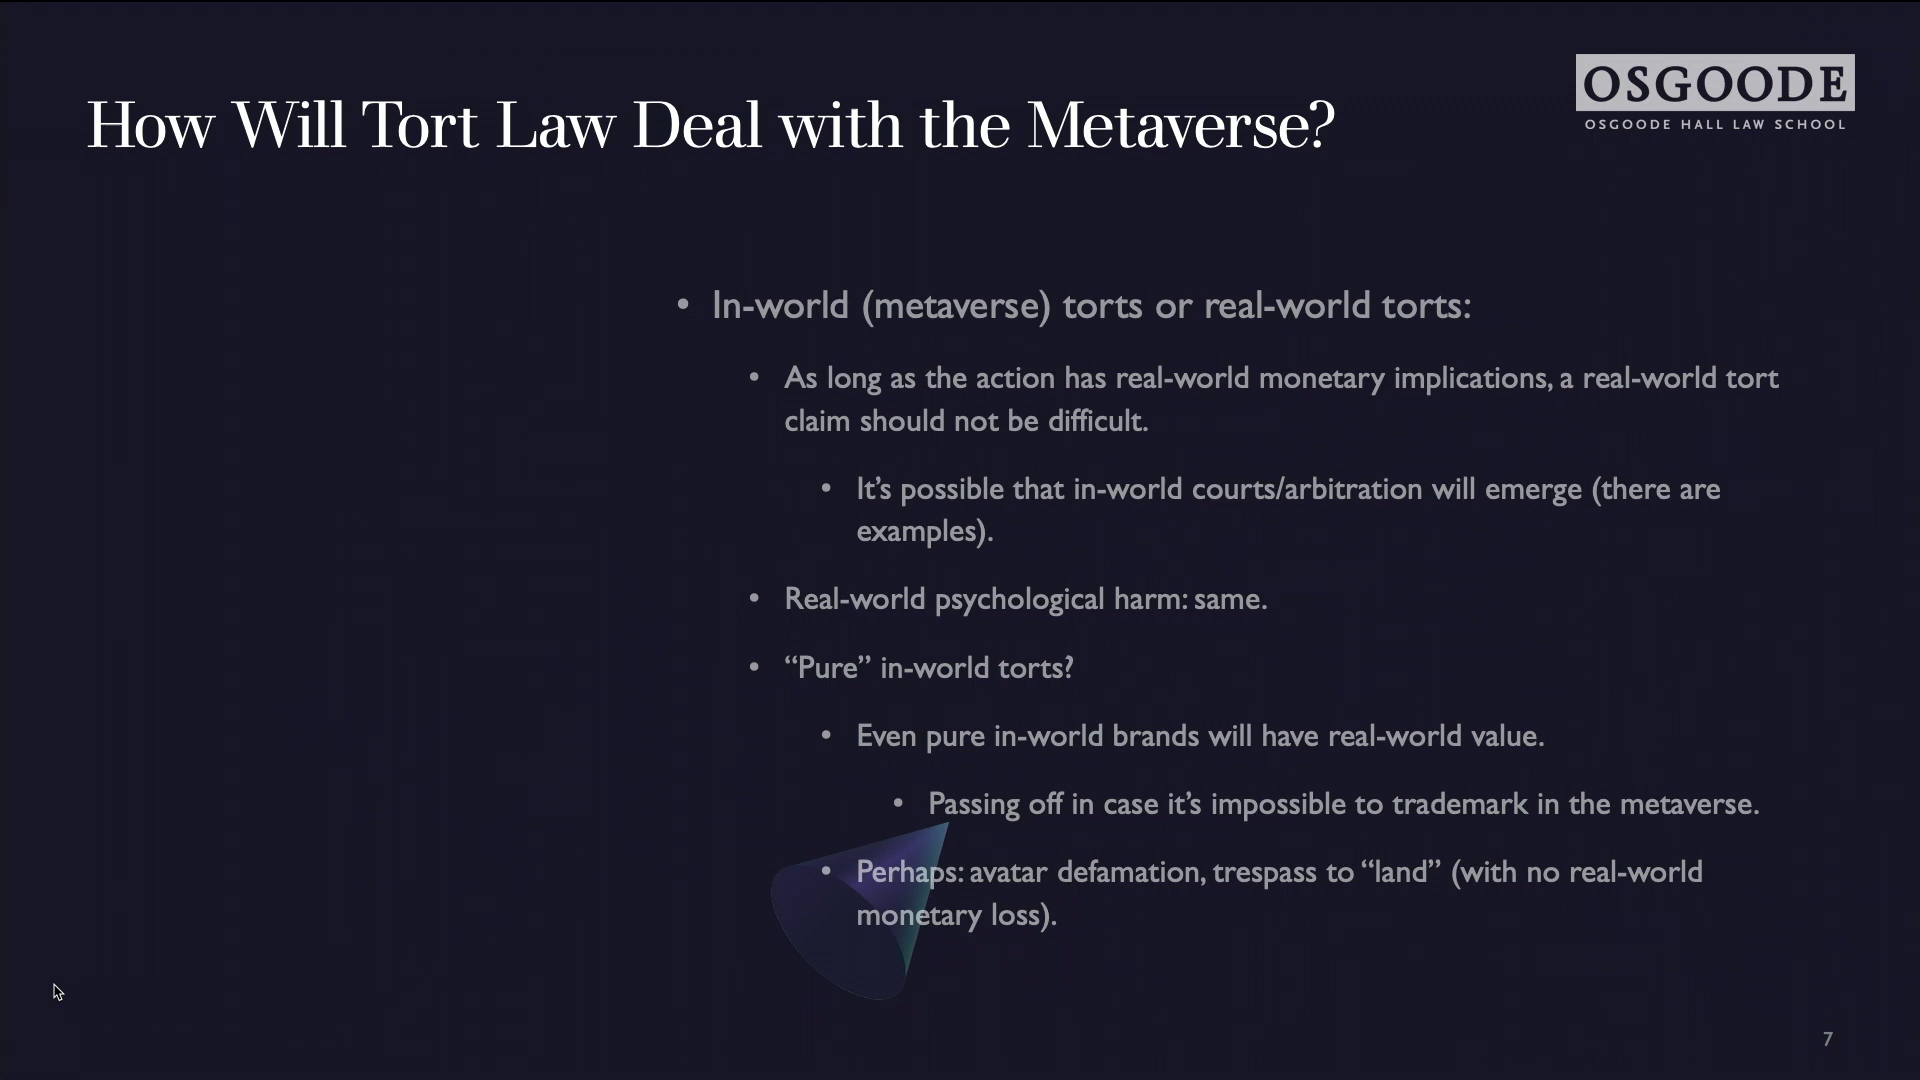 OSGOODE
OSGOODE HALL LAW SCHOOL
How Will Tort Law Deal with the Metaverse?
• In-world (metaverse) torts or real-world torts:
• As long as the action has real-world monetary implications, a real-world tort
claim should not be difficult.
• It’s possible that in-world courts/arbitration will emerge (there are
examples).
• Real-world psychological harm: same.
• “Pure” in-world torts?
• Even pure in-world brands will have real-world value.
• Passing off in case it’s impossible to trademark in the metaverse.
• Perhaps: avatar defamation, trespass to “land” (with no real-world
monetary loss).
7